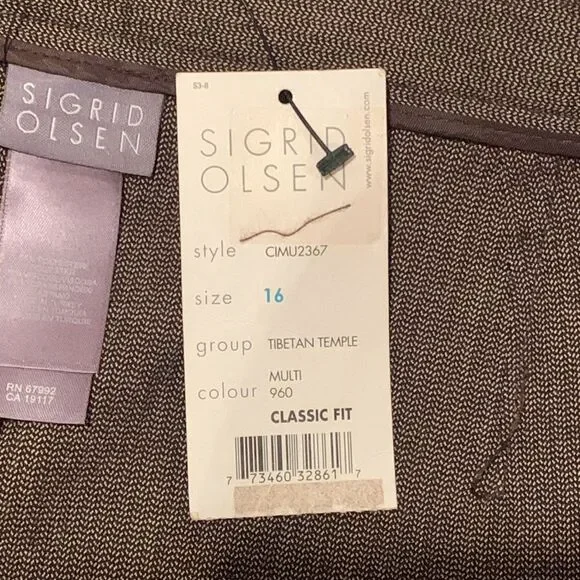 SIGRID
OLSEN
RN 67992
CA 19117
S3-8
SIGRID
OLSEN
www.sigridolsen.com
style CIMU2367
size 16
group TIBETAN TEMPLE
colour MULTI
960
CLASSIC FIT
7 73460 32861 7